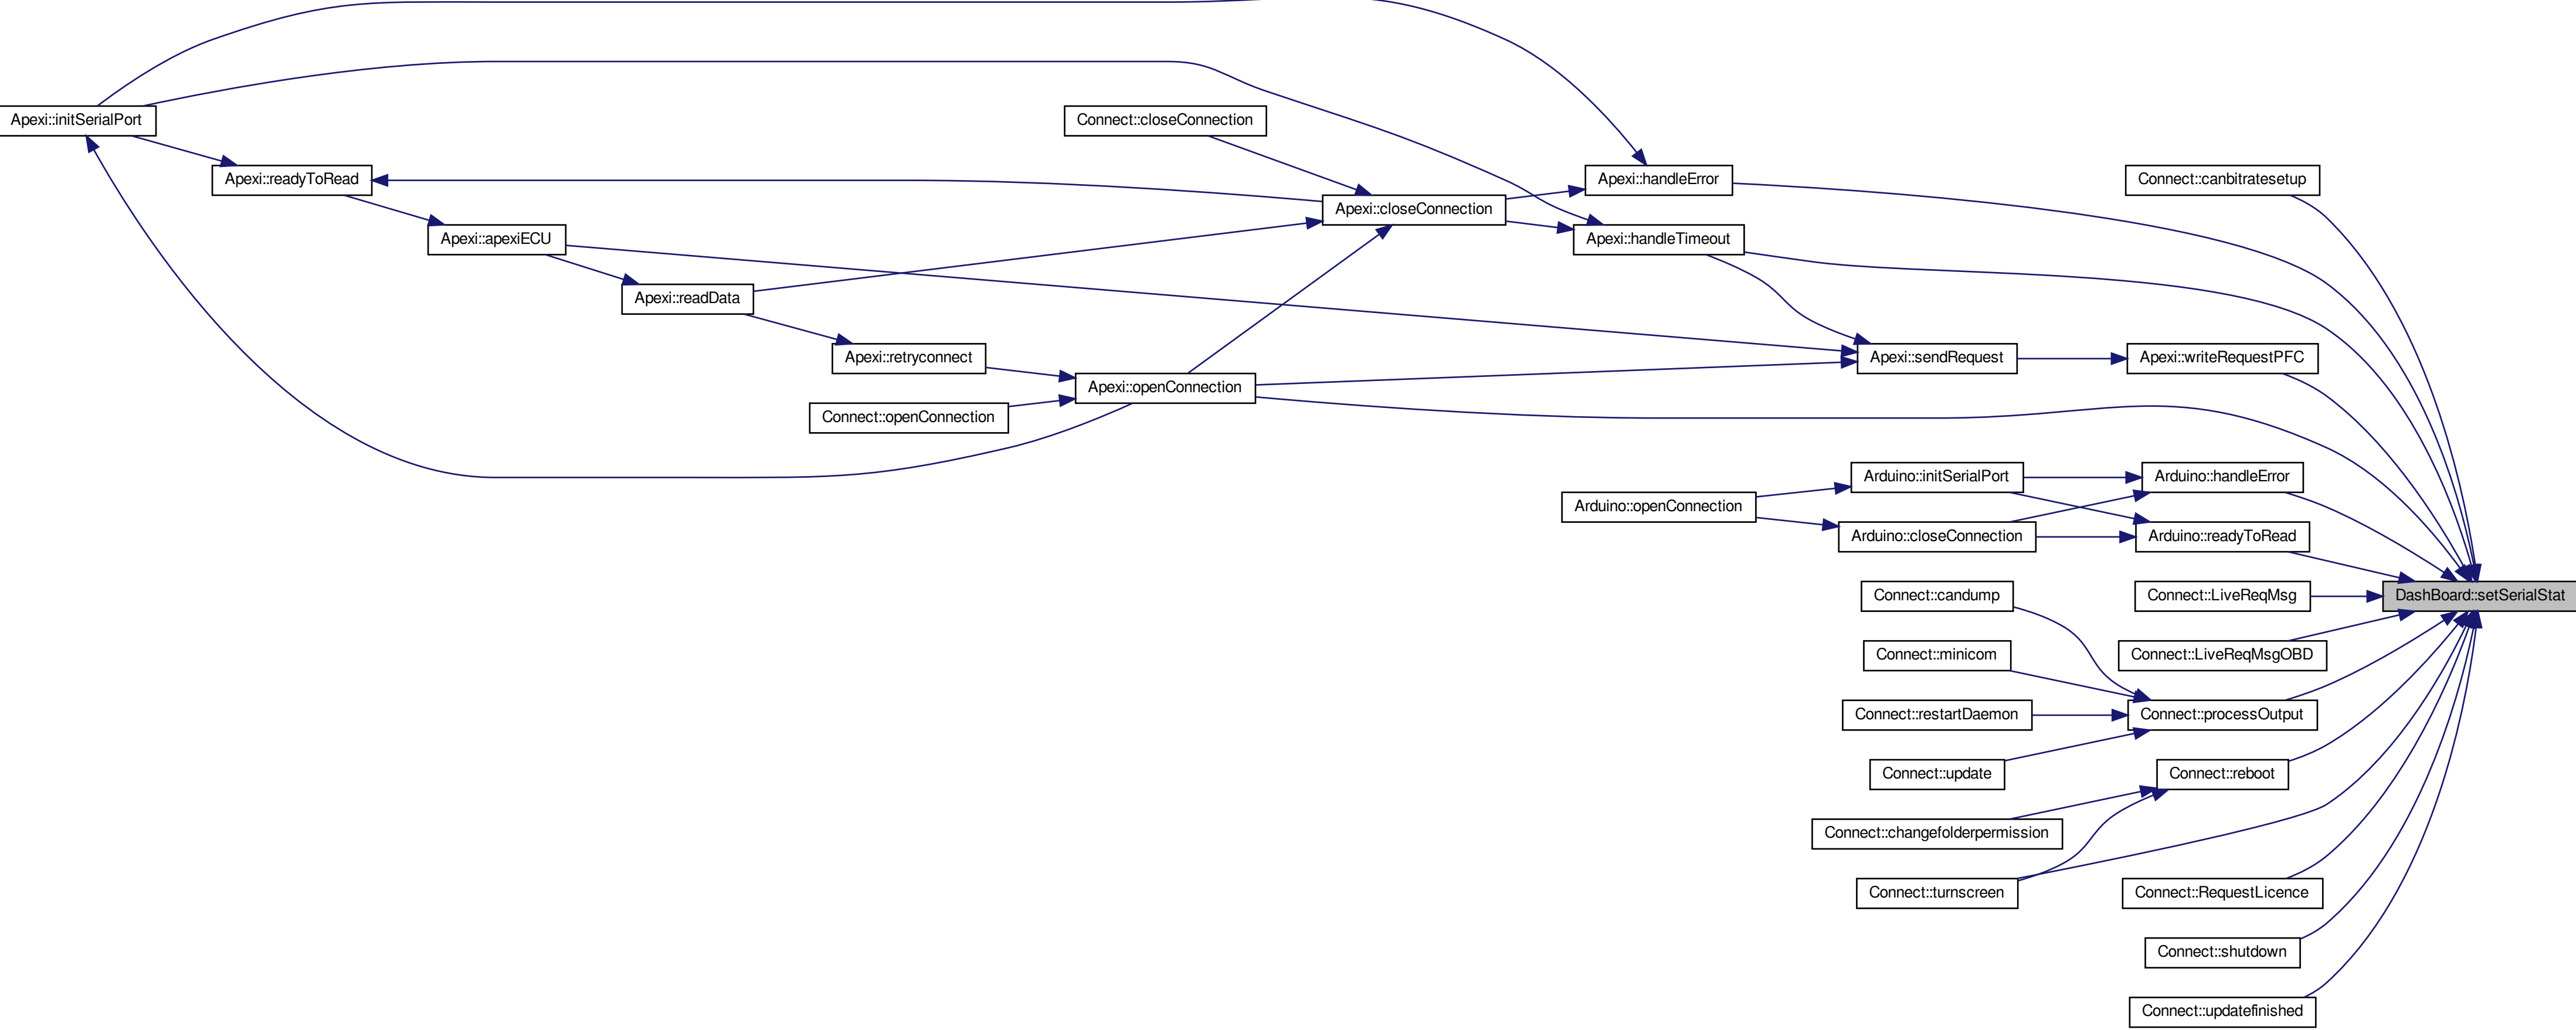 Apexi::initSerialPort
Connect::closeConnection
Apexi::readyToRead
Apexi::handleError
Connect::canbitratesetup
Apexi::closeConnection
Apexi::apexiECU
Apexi::handleTimeout
Apexi::readData
Apexi::retryconnect
Apexi::sendRequest
Apexi::writeRequestPFC
Apexi::openConnection
Connect::openConnection
Arduino::initSerialPort
Arduino::handleError
Arduino::openConnection
Arduino::closeConnection
Arduino::readyToRead
Connect::candump
Connect::LiveReqMsg
DashBoard::setSerialStat
Connect::minicom
Connect::LiveReqMsgOBD
Connect::restartDaemon
Connect::processOutput
Connect::update
Connect::reboot
Connect::changefolderpermission
Connect::turnscreen
Connect::RequestLicence
Connect::shutdown
Connect::updatefinished